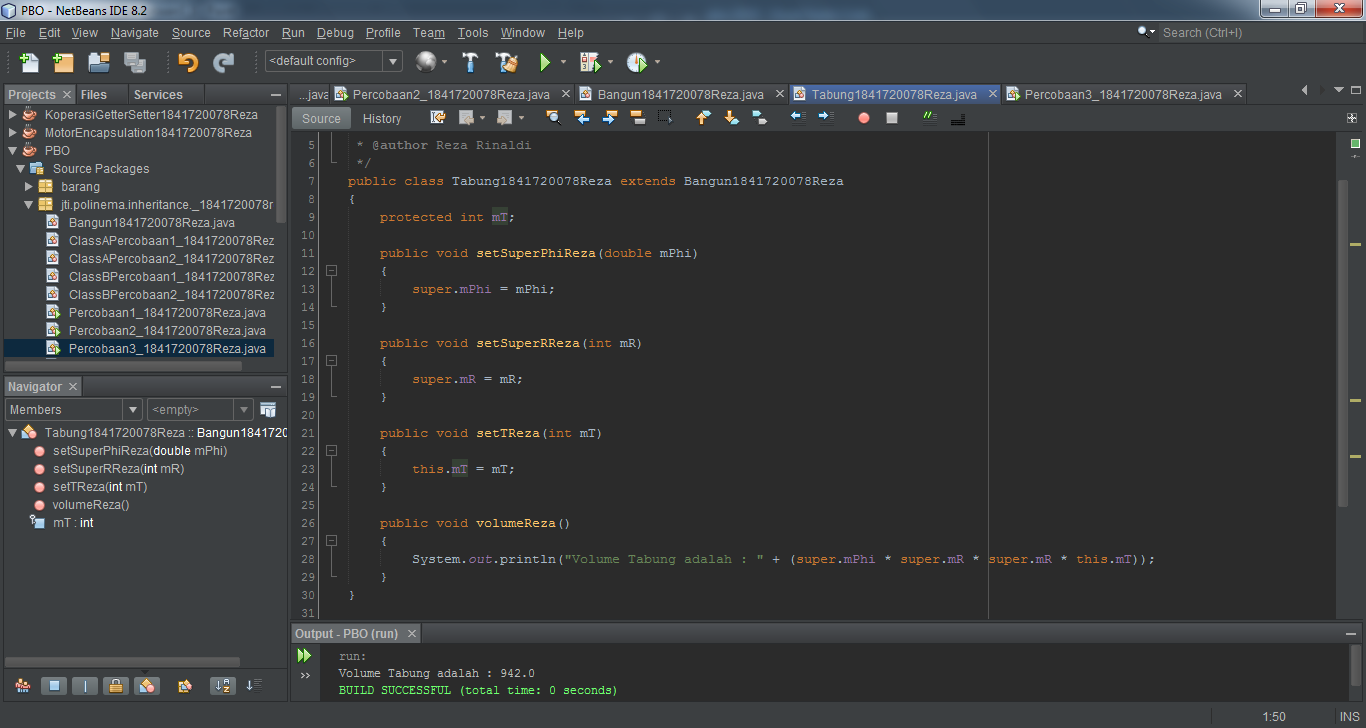 PBO - NetBeans IDE 8.2
File Edit View Navigate Source Refactor Run Debug Profile Team Tools Window Help
Search (Ctrl+I)
<default config>
Projects Files Services
KoperasiGetterSetter1841720078Reza
MotorEncapsulation1841720078Reza
PBO
Source Packages
barang
jti.polinema.inheritance._1841720078r
Bangun1841720078Reza.java
ClassAPercobaan1_1841720078Rez
ClassAPercobaan2_1841720078Rez
ClassBPercobaan1_1841720078Rez
ClassBPercobaan2_1841720078Rez
Percobaan1_1841720078Reza.java
Percobaan2_1841720078Reza.java
Percobaan3_1841720078Reza.java
Navigator
Members <empty>
Tabung1841720078Reza :: Bangun1841720
setSuperPhiReza(double mPhi)
setSuperRReza(int mR)
setTReza(int mT)
volumeReza()
mT : int
...java Percobaan2_1841720078Reza.java Bangun1841720078Reza.java Tabung1841720078Reza.java Percobaan3_1841720078Reza.java
Source History
5 * @author Reza Rinaldi
6 */
7 public class Tabung1841720078Reza extends Bangun1841720078Reza
8 {
9 protected int mT;
10
11 public void setSuperPhiReza(double mPhi)
12 {
13 super.mPhi = mPhi;
14 }
15
16 public void setSuperRReza(int mR)
17 {
18 super.mR = mR;
19 }
20
21 public void setTReza(int mT)
22 {
23 this.mT = mT;
24 }
25
26 public void volumeReza()
27 {
28 System.out.println("Volume Tabung adalah : " + (super.mPhi * super.mR * super.mR * this.mT));
29 }
30 }
31
Output - PBO (run)
run:
Volume Tabung adalah : 942.0
BUILD SUCCESSFUL (total time: 0 seconds)
1:50 INS